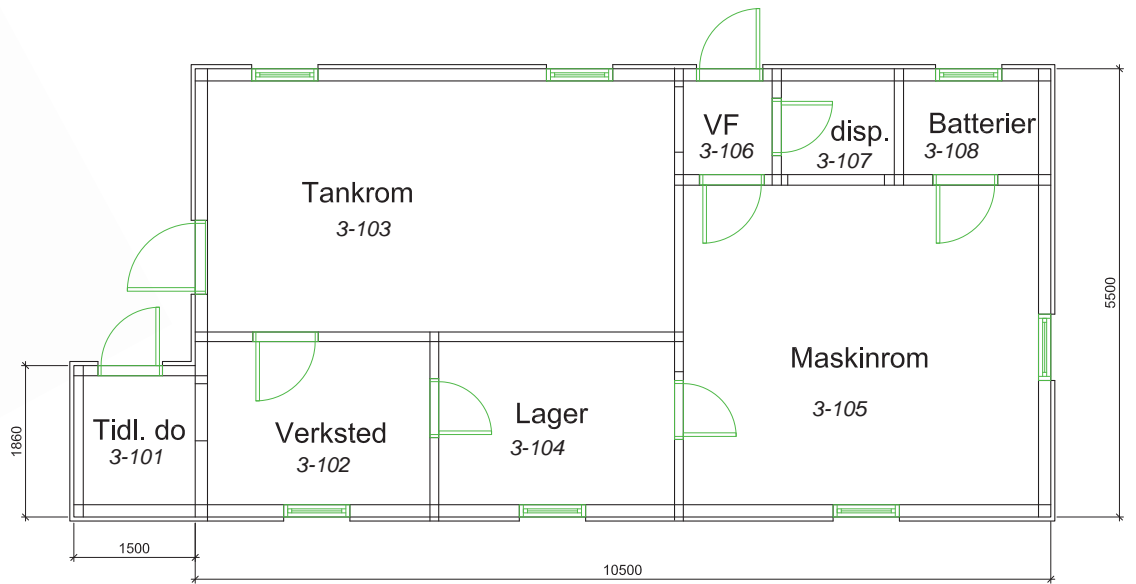 VF
3-106
disp.
3-107
Batterier
3-108
Tankrom
3-103
5500
Maskinrom
3-105
1860
Tidl. do
3-101
Verksted
3-102
Lager
3-104
1500
10500